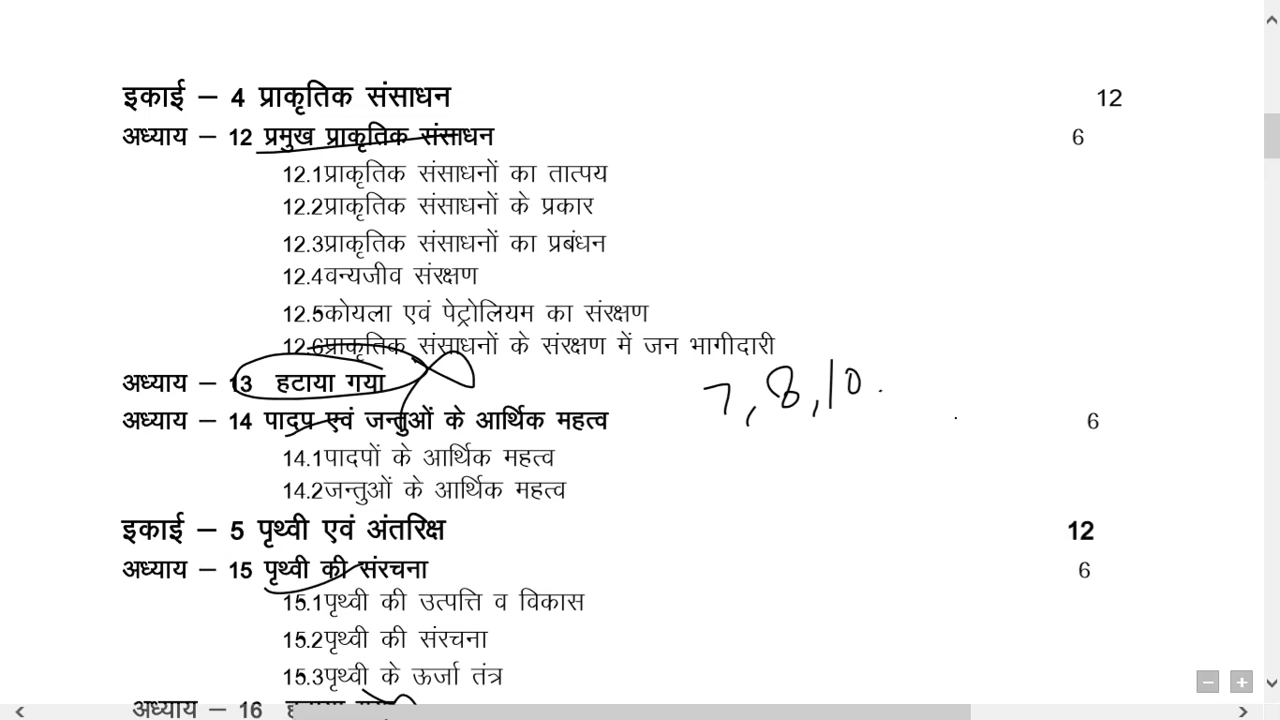 इकाई – 4 प्राकृतिक संसाधन 12
अध्याय – 12 प्रमुख प्राकृतिक संसाधन 6
12.1प्राकृतिक संसाधनों का तात्पय
12.2प्राकृतिक संसाधनों के प्रकार
12.3प्राकृतिक संसाधनों का प्रबंधन
12.4वन्यजीव संरक्षण
12.5कोयला एवं पेट्रोलियम का संरक्षण
12.6प्राकृतिक संसाधनों के संरक्षण में जन भागीदारी
अध्याय – 13 हटाया गया
7, 8, 10
अध्याय – 14 पादप एवं जन्तुओं के आर्थिक महत्व 6
14.1पादपों के आर्थिक महत्व
14.2जन्तुओं के आर्थिक महत्व
इकाई – 5 पृथ्वी एवं अंतरिक्ष 12
अध्याय – 15 पृथ्वी की संरचना 6
15.1पृथ्वी की उत्पत्ति व विकास
15.2पृथ्वी की संरचना
15.3पृथ्वी के ऊर्जा तंत्र
अध्याय – 16